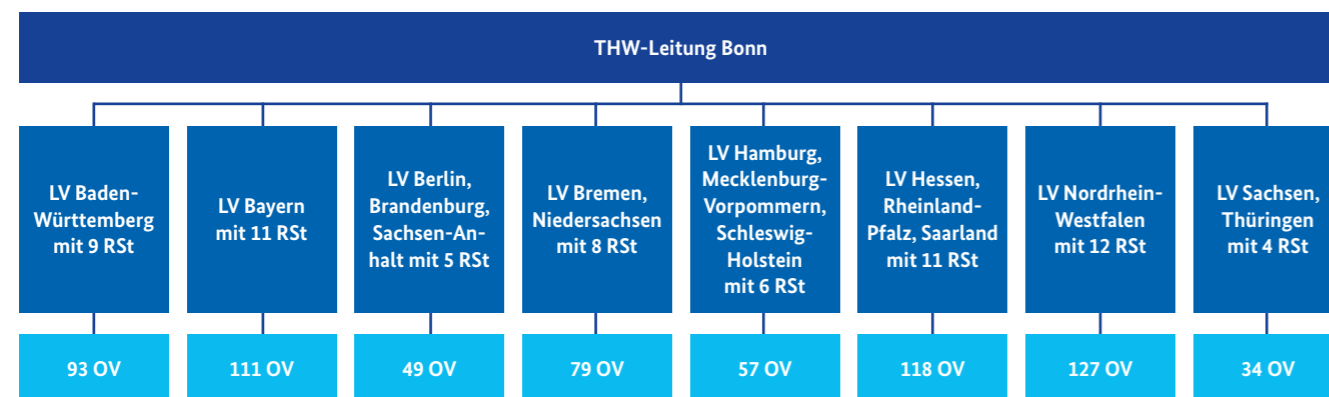 THW-Leitung Bonn
LV Baden-
Württemberg
mit 9 RSt
LV Bayern
mit 11 RSt
LV Berlin,
Brandenburg,
Sachsen-An-
halt mit 5 RSt
LV Bremen,
Niedersachsen
mit 8 RSt
LV Hamburg,
Mecklenburg-
Vorpommern,
Schleswig-
Holstein
mit 6 RSt
LV Hessen,
Rheinland-
Pfalz, Saarland
mit 11 RSt
LV Nordrhein-
Westfalen
mit 12 RSt
LV Sachsen,
Thüringen
mit 4 RSt
93 OV
111 OV
49 OV
79 OV
57 OV
118 OV
127 OV
34 OV